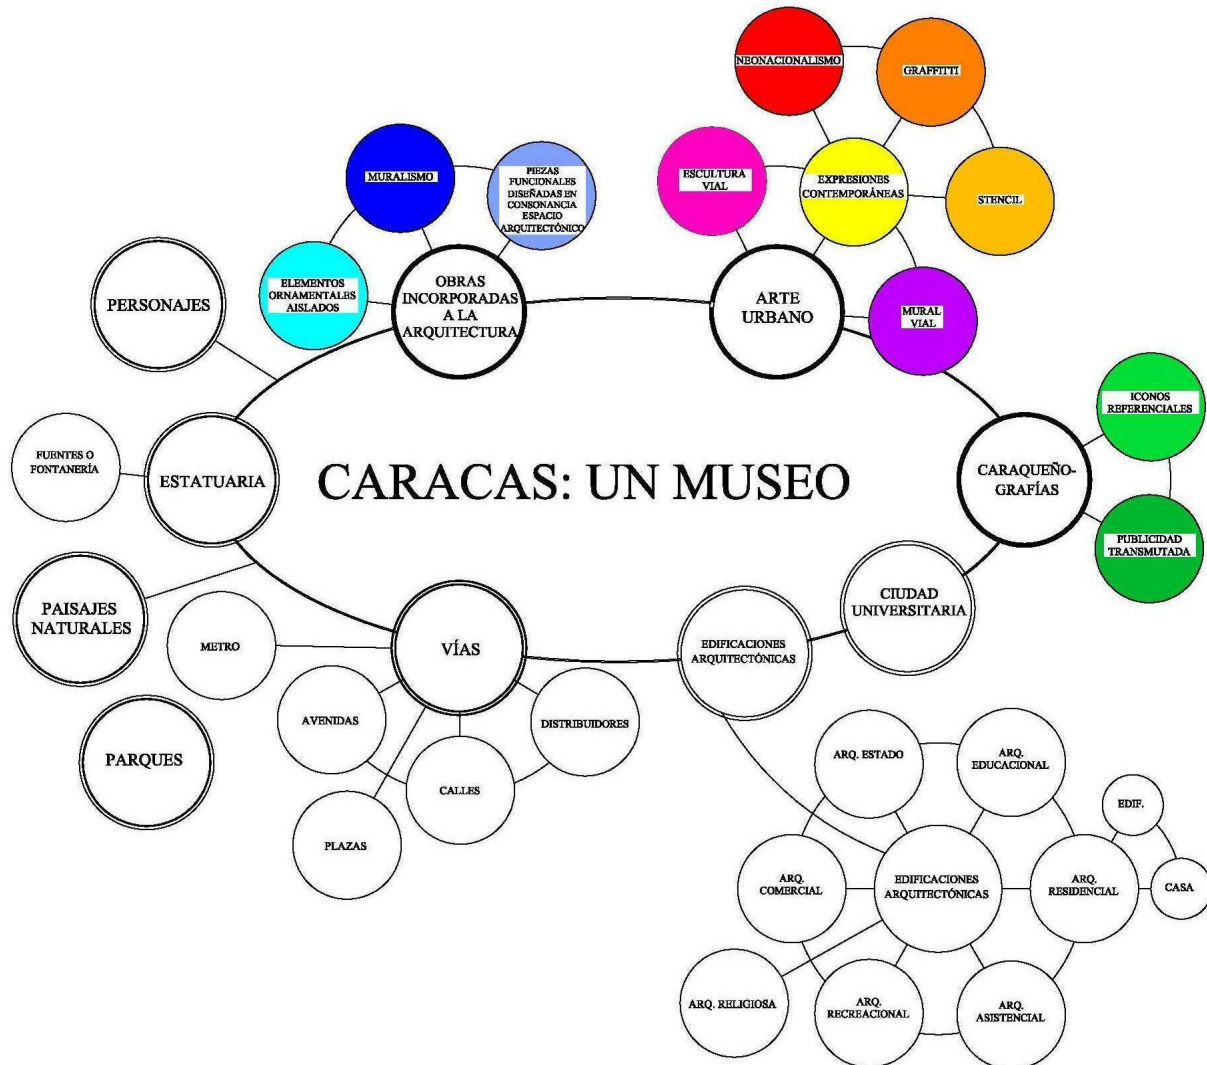 NEONACIONALISMO
GRAFFITTI
MURALISMO
PIEZAS
FUNCIONALES
DISEÑADAS EN
CONSONANCIA
ESPACIO
ARQUITECTÓNICO
ESCULTURA
VIAL
EXPRESIONES
CONTEMPORÁNEAS
STENCIL
PERSONAJES
ELEMENTOS
ORNAMENTALES
AISLADOS
OBRAS
INCORPORADAS
A LA
ARQUITECTURA
ARTE
URBANO
MURAL
VIAL
ICONOS
REFERENCIALES
FUENTES O
FONTANERÍA
ESTATUARIA
CARACAS: UN MUSEO
CARAQUEÑO-
GRAFÍAS
PUBLICIDAD
TRANSMUTADA
PAISAJES
NATURALES
METRO
VÍAS
EDIFICACIONES
ARQUITECTÓNICAS
CIUDAD
UNIVERSITARIA
AVENIDAS
DISTRIBUIDORES
PARQUES
CALLES
PLAZAS
ARQ. ESTADO
ARQ.
EDUCACIONAL
EDIF.
ARQ.
COMERCIAL
EDIFICACIONES
ARQUITECTÓNICAS
ARQ.
RESIDENCIAL
CASA
ARQ. RELIGIOSA
ARQ.
RECREACIONAL
ARQ.
ASISTENCIAL